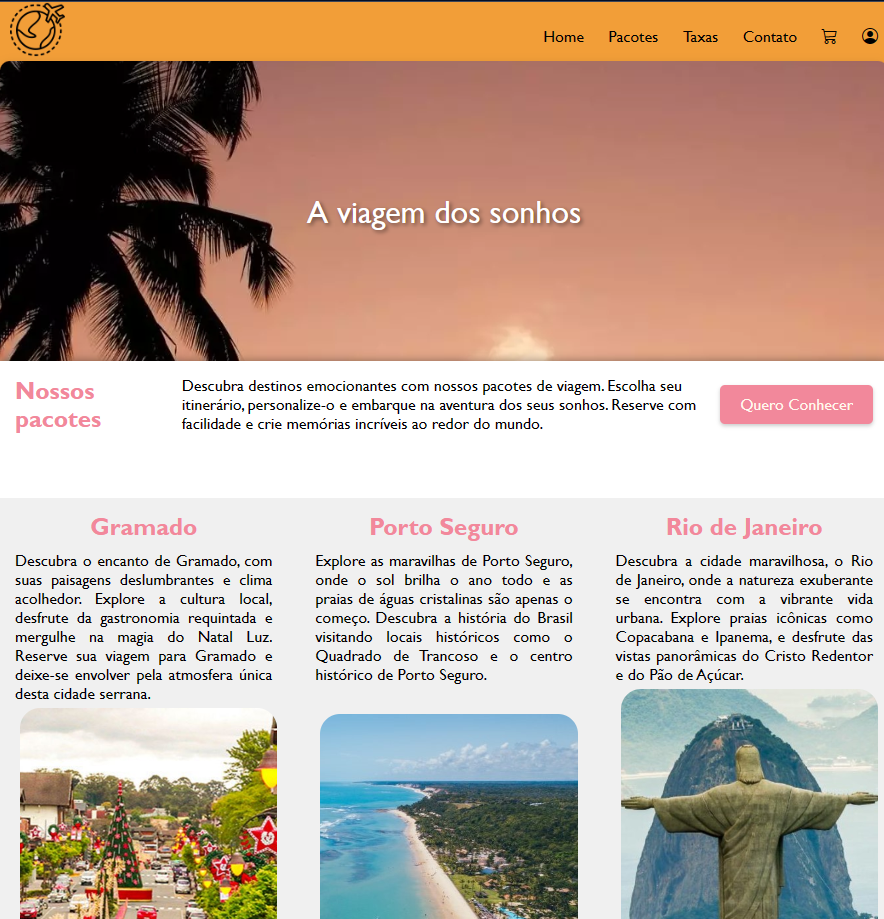 Home Pacotes Taxas Contato
A viagem dos sonhos
Nossos
pacotes
Descubra destinos emocionantes com nossos pacotes de viagem. Escolha seu
itinerário, personalize-o e embarque na aventura dos seus sonhos. Reserve com
facilidade e crie memórias incríveis ao redor do mundo.
Quero Conhecer
Gramado
Descubra o encanto de Gramado, com
suas paisagens deslumbrantes e clima
acolhedor. Explore a cultura local,
desfrute da gastronomia requintada e
mergulhe na magia do Natal Luz.
Reserve sua viagem para Gramado e
deixe-se envolver pela atmosfera única
desta cidade serrana.
Porto Seguro
Explore as maravilhas de Porto Seguro,
onde o sol brilha o ano todo e as
praias de águas cristalinas são apenas o
começo. Descubra a história do Brasil
visitando locais históricos como o
Quadrado de Trancoso e o centro
histórico de Porto Seguro.
Rio de Janeiro
Descubra a cidade maravilhosa, o Rio
de Janeiro, onde a natureza exuberante
se encontra com a vibrante vida
urbana. Explore praias icônicas como
Copacabana e Ipanema, e desfrute das
vistas panorâmicas do Cristo Redentor
e do Pão de Açúcar.